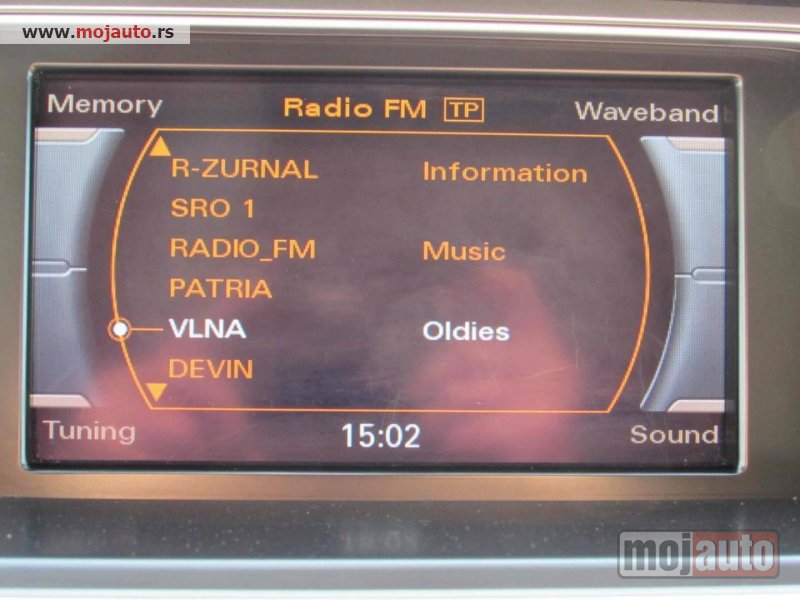 www.mojauto.rs
Memory Radio FM TP Waveband
R-ZURNAL Information
SRO 1
RADIO_FM Music
PATRIA
VLNA Oldies
DEVIN
Tuning 15:02 Sound
mojauto